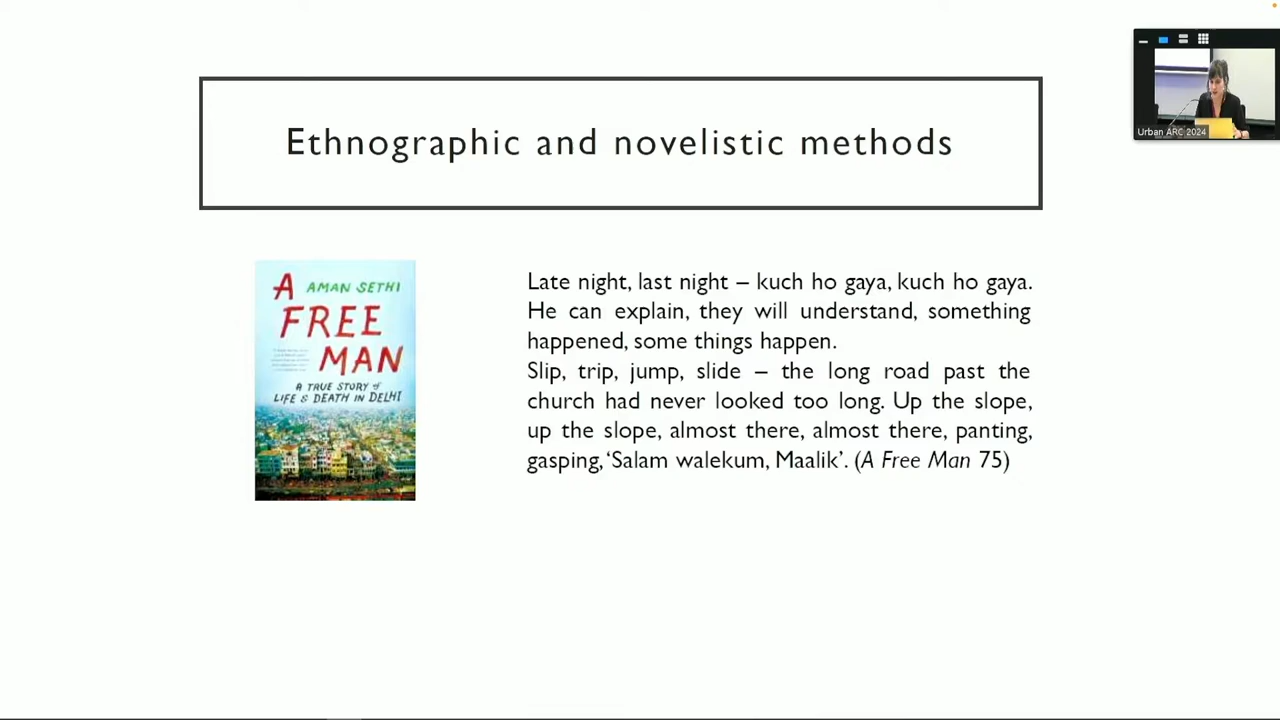 Urban ARC 2024
Ethnographic and novelistic methods
A AMAN SETHI
FREE
MAN
A TRUE STORY of
LIFE & DEATH IN DELHI
Late night, last night – kuch ho gaya, kuch ho gaya.
He can explain, they will understand, something
happened, some things happen.
Slip, trip, jump, slide – the long road past the
church had never looked too long. Up the slope,
up the slope, almost there, almost there, panting,
gasping, ‘Salam walekum, Maalik’. (A Free Man 75)